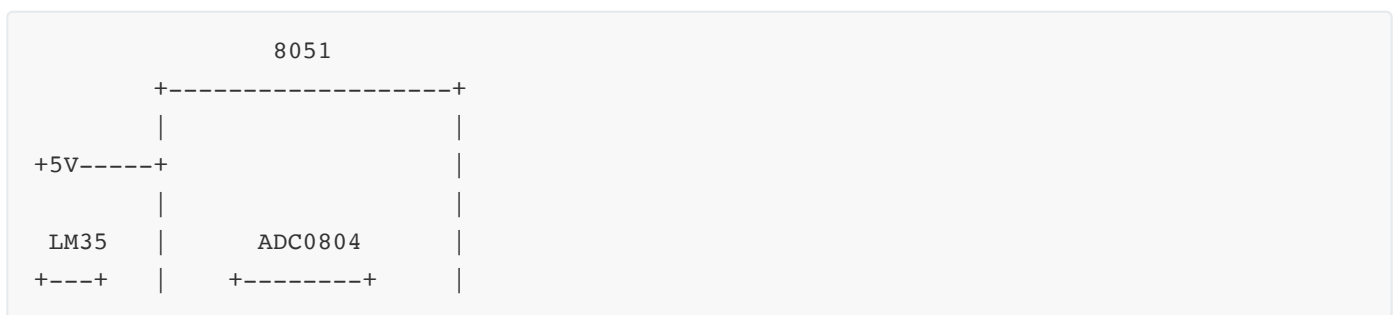 8051
        +-------------------+
        |                   |
+5V-----+                   |
        |                   |
 LM35   |      ADC0804      |
+---+   |    +--------+     |